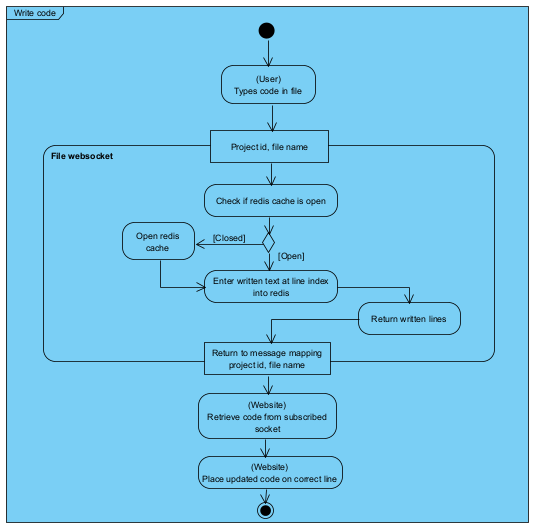 Write code
(User)
Types code in file
Project id, file name
File websocket
Check if redis cache is open
[Closed]
Open redis
cache
[Open]
Enter written text at line index
into redis
Return written lines
Return to message mapping
project id, file name
(Website)
Retrieve code from subscribed
socket
(Website)
Place updated code on correct line